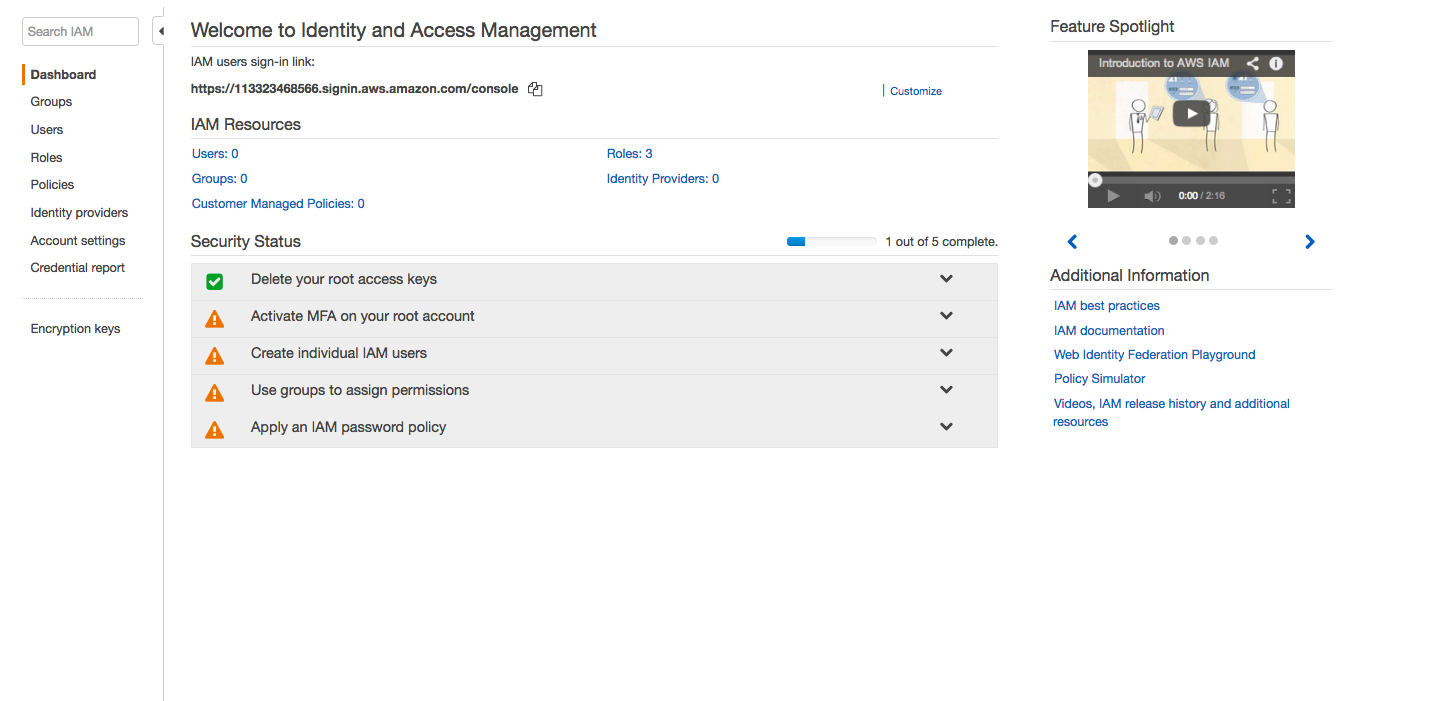 Search IAM
Dashboard
Groups
Users
Roles
Policies
Identity providers
Account settings
Credential report
Encryption keys
Welcome to Identity and Access Management
IAM users sign-in link:
https://113323468566.signin.aws.amazon.com/console
Customize
IAM Resources
Users: 0
Roles: 3
Groups: 0
Identity Providers: 0
Customer Managed Policies: 0
Security Status
1 out of 5 complete.
Delete your root access keys
Activate MFA on your root account
Create individual IAM users
Use groups to assign permissions
Apply an IAM password policy
Feature Spotlight
Introduction to AWS IAM
0:00 / 2:16
Additional Information
IAM best practices
IAM documentation
Web Identity Federation Playground
Policy Simulator
Videos, IAM release history and additional
resources